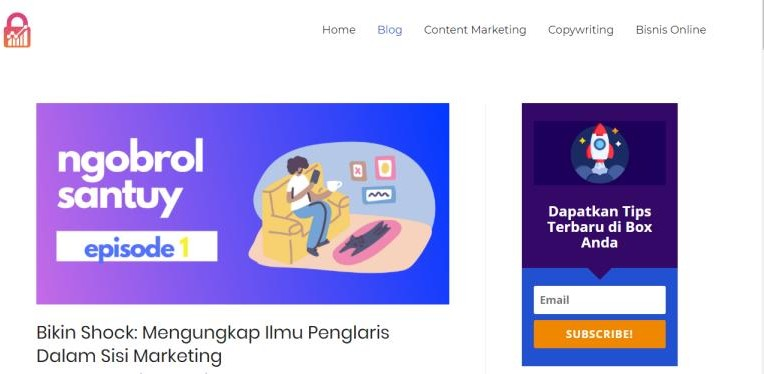 Home Blog Content Marketing Copywriting Bisnis Online
ngobrol
santuy
episode 1
Bikin Shock: Mengungkap Ilmu Penglaris
Dalam Sisi Marketing
Dapatkan Tips
Terbaru di Box
Anda
Email
SUBSCRIBE!